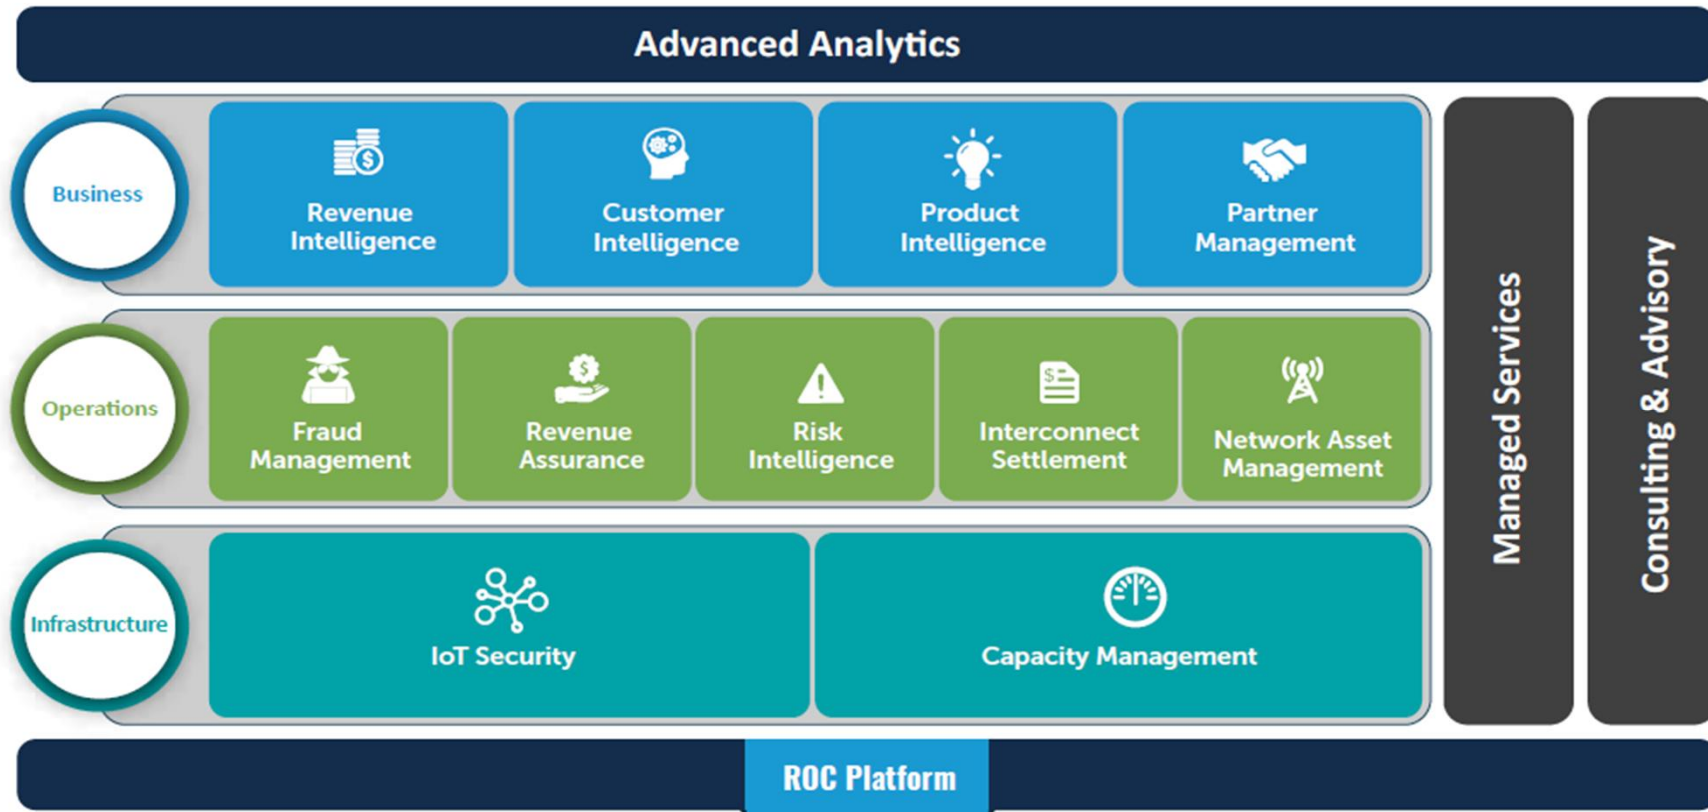 Advanced Analytics
Business
Revenue
Intelligence
Customer
Intelligence
Product
Intelligence
Partner
Management
Operations
Fraud
Management
Revenue
Assurance
Risk
Intelligence
Interconnect
Settlement
Network Asset
Management
Infrastructure
IoT Security
Capacity Management
Managed Services
Consulting & Advisory
ROC Platform